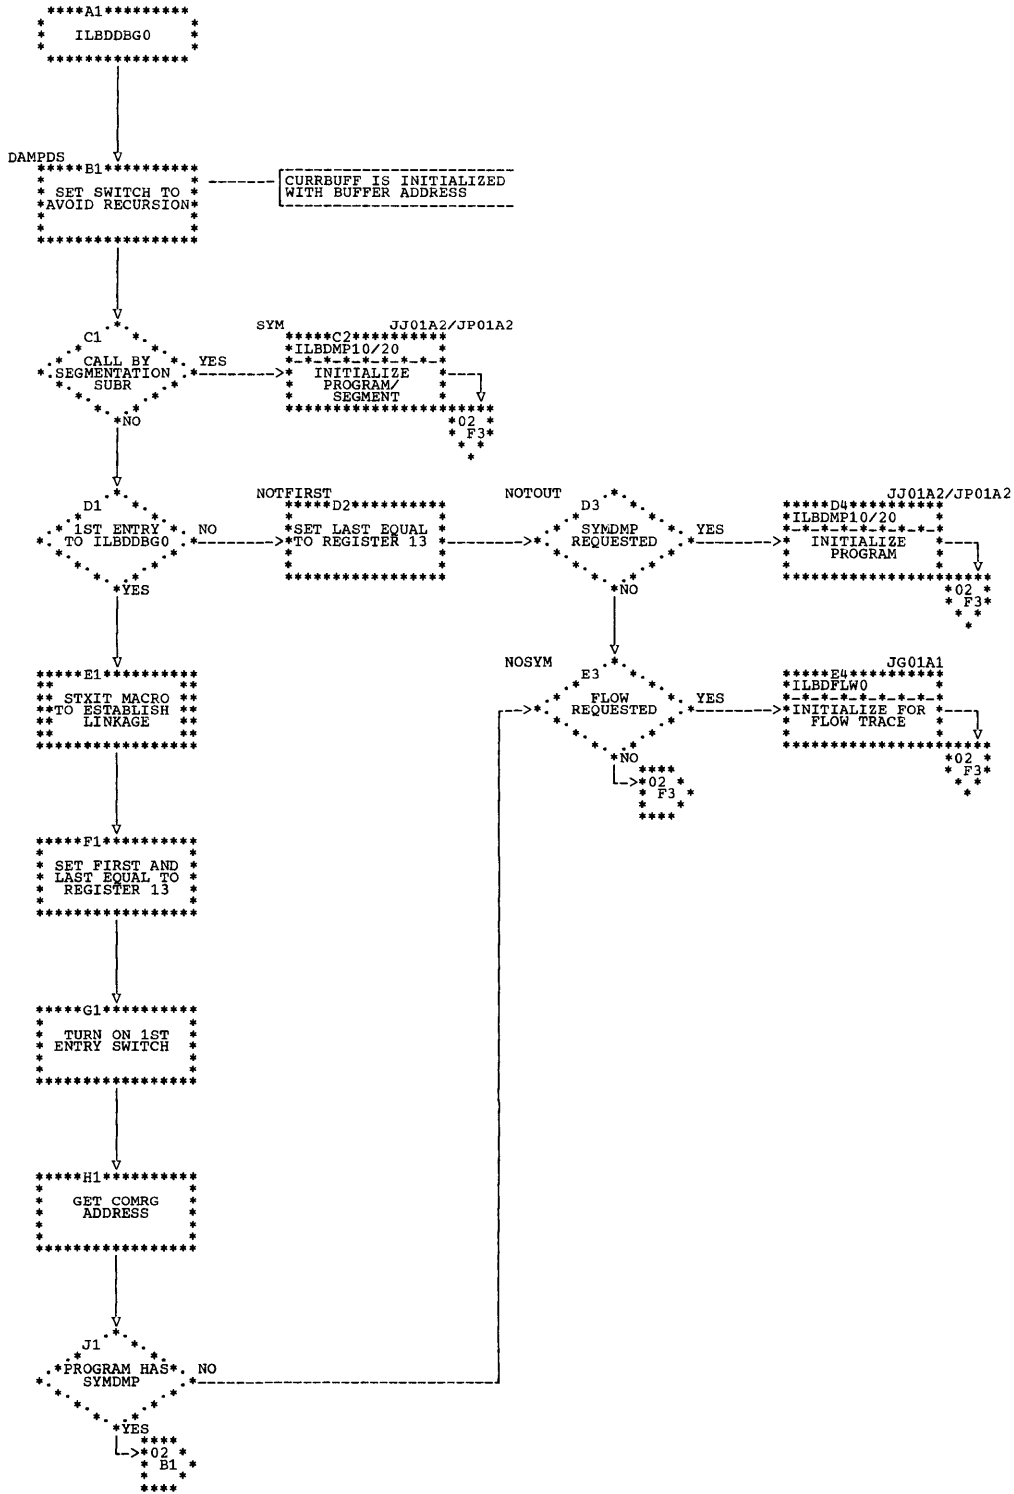 A1
ILBDDBG0
DAMPDS
B1
SET SWITCH TO
AVOID RECURSION
CURRBUFF IS INITIALIZED
WITH BUFFER ADDRESS
C1
CALL BY
SEGMENTATION
SUBR
YES
NO
SYM
JJ01A2/JP01A2
C2
ILBDMP10/20
INITIALIZE
PROGRAM/
SEGMENT
02
F3
D1
1ST ENTRY
TO ILBDDBG0
NO
YES
NOTFIRST
D2
SET LAST EQUAL
TO REGISTER 13
NOTOUT
D3
SYMDMP
REQUESTED
YES
NO
JJ01A2/JP01A2
D4
ILBDMP10/20
INITIALIZE
PROGRAM
02
F3
E1
STXIT MACRO
TO ESTABLISH
LINKAGE
NOSYM
E3
FLOW
REQUESTED
YES
NO
02
F3
JG01A1
E4
ILBDFLW0
INITIALIZE FOR
FLOW TRACE
02
F3
F1
SET FIRST AND
LAST EQUAL TO
REGISTER 13
G1
TURN ON 1ST
ENTRY SWITCH
H1
GET COMRG
ADDRESS
J1
PROGRAM HAS
SYMDMP
NO
YES
02
B1